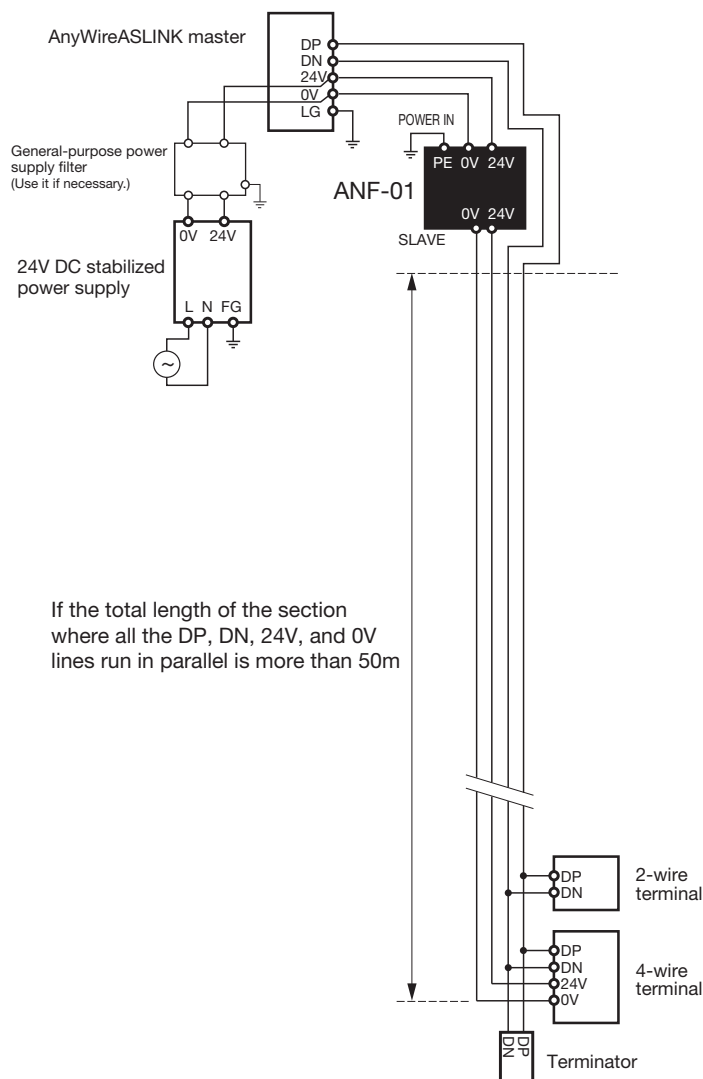 AnyWireASLINK master
DP
DN
24V
0V
LG
General-purpose power
supply filter
(Use it if necessary.)
POWER IN
PE 0V 24V
ANF-01
0V 24V
SLAVE
0V 24V
24V DC stabilized
power supply
L N FG
~
If the total length of the section
where all the DP, DN, 24V, and 0V
lines run in parallel is more than 50m
DP
DN
2-wire
terminal
DP
DN
24V
0V
4-wire
terminal
DN
DP
Terminator